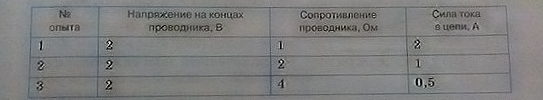 № Напряжение на концах Сопротивление Сила тока
опыта проводника, В проводника, Ом в цепи, А
1 2 1 2
2 2 2 1
3 2 4 0,5